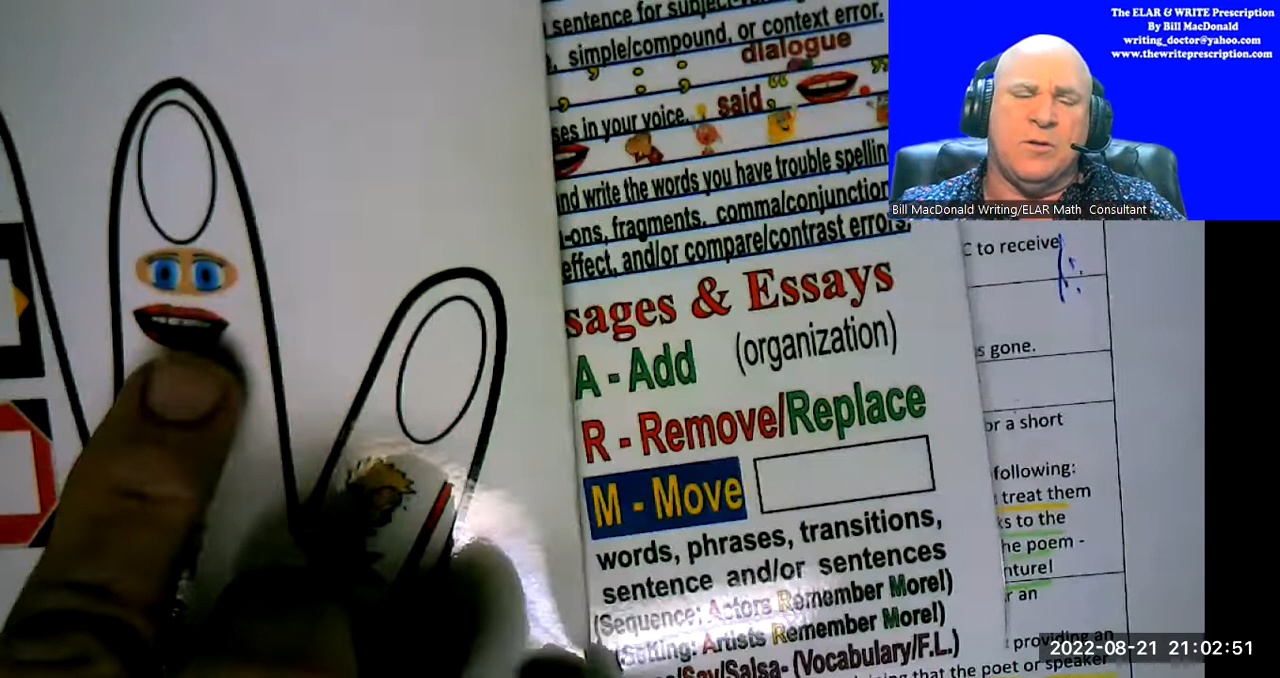 sentence for subject-
simple/compound, or context error.
dialogue
said
ses in your voice.
and write the words you have trouble spelling
-ons, fragments, comma/conjunction
effect, and/or compare/contrast errors.
sages & Essays
A - Add (organization)
R - Remove/Replace
M - Move
words, phrases, transitions,
sentence and/or sentences
(Sequence: Actors Remember More!)
(Setting: Artists Remember More!)
/Say/Salsa- (Vocabulary/F.L.)
The ELAR & WRITE Prescription
By Bill MacDonald
writing_doctor@yahoo.com
www.thewriteprescription.com
Bill MacDonald Writing/ELAR Math Consultant
C to receive
s gone.
or a short
following:
treat them
ks to the
he poem -
nture!
r an
providing an
that the poet or speaker
2022-08-21 21:02:51